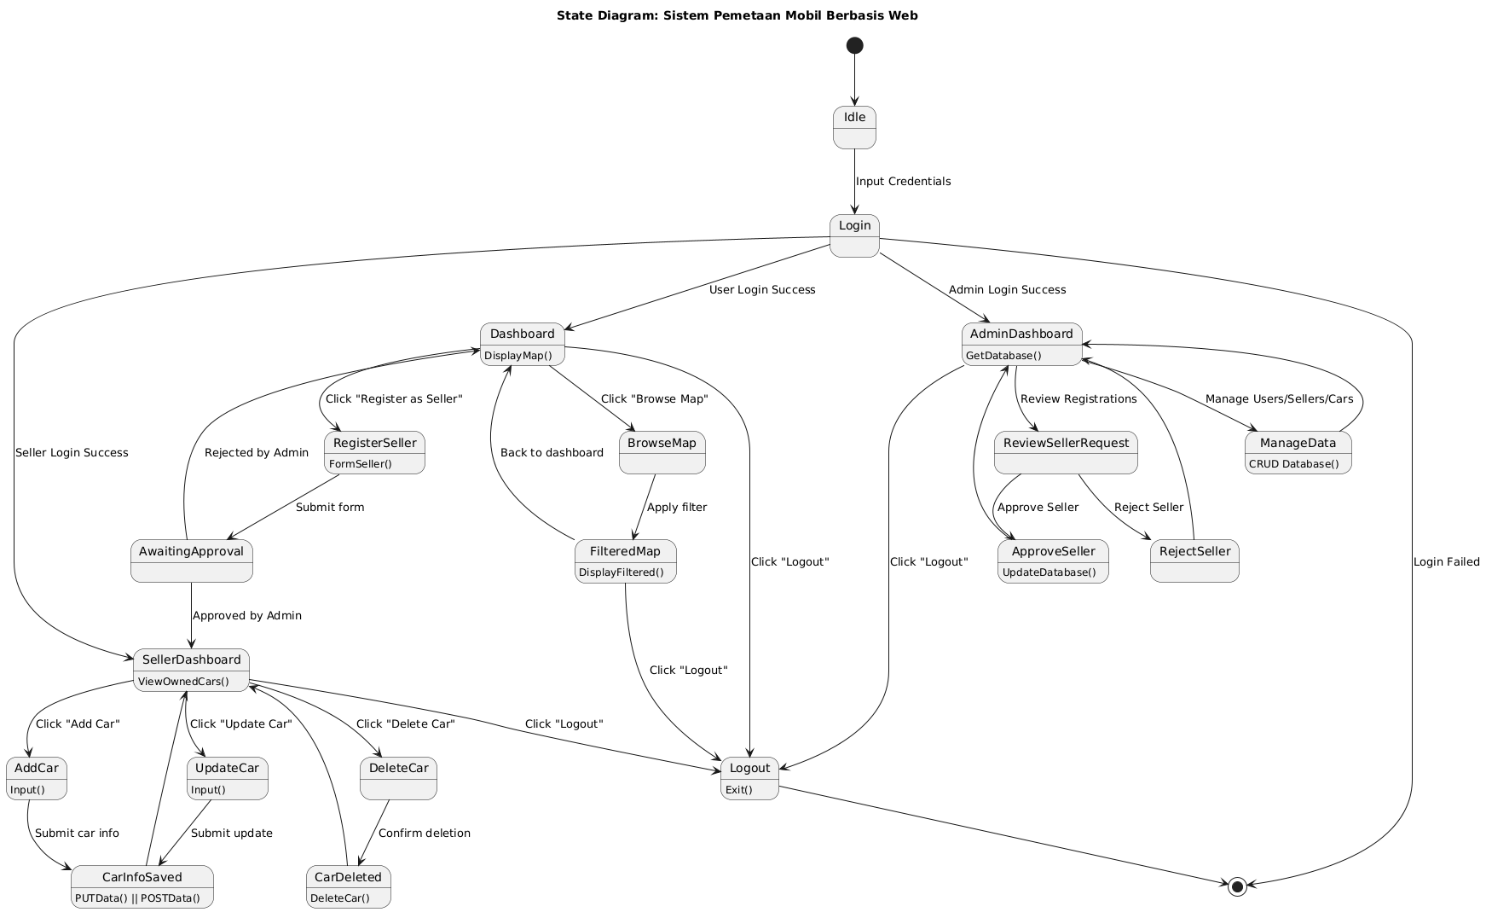 State Diagram: Sistem Pemetaan Mobil Berbasis Web
Idle
Input Credentials
Login
User Login Success
Admin Login Success
Dashboard
DisplayMap()
AdminDashboard
GetDatabase()
Click "Register as Seller"
Click "Browse Map"
Review Registrations
Manage Users/Sellers/Cars
Seller Login Success
Rejected by Admin
RegisterSeller
FormSeller()
Back to dashboard
BrowseMap
ReviewSellerRequest
ManageData
CRUD Database()
Submit form
Apply filter
Approve Seller
Reject Seller
AwaitingApproval
FilteredMap
DisplayFiltered()
Click "Logout"
Click "Logout"
ApproveSeller
UpdateDatabase()
RejectSeller
Login Failed
Approved by Admin
SellerDashboard
ViewOwnedCars()
Click "Logout"
Click "Add Car"
Click "Update Car"
Click "Delete Car"
Click "Logout"
AddCar
Input()
UpdateCar
Input()
DeleteCar
Logout
Exit()
Submit car info
Submit update
Confirm deletion
CarInfoSaved
PUTData() || POSTData()
CarDeleted
DeleteCar()